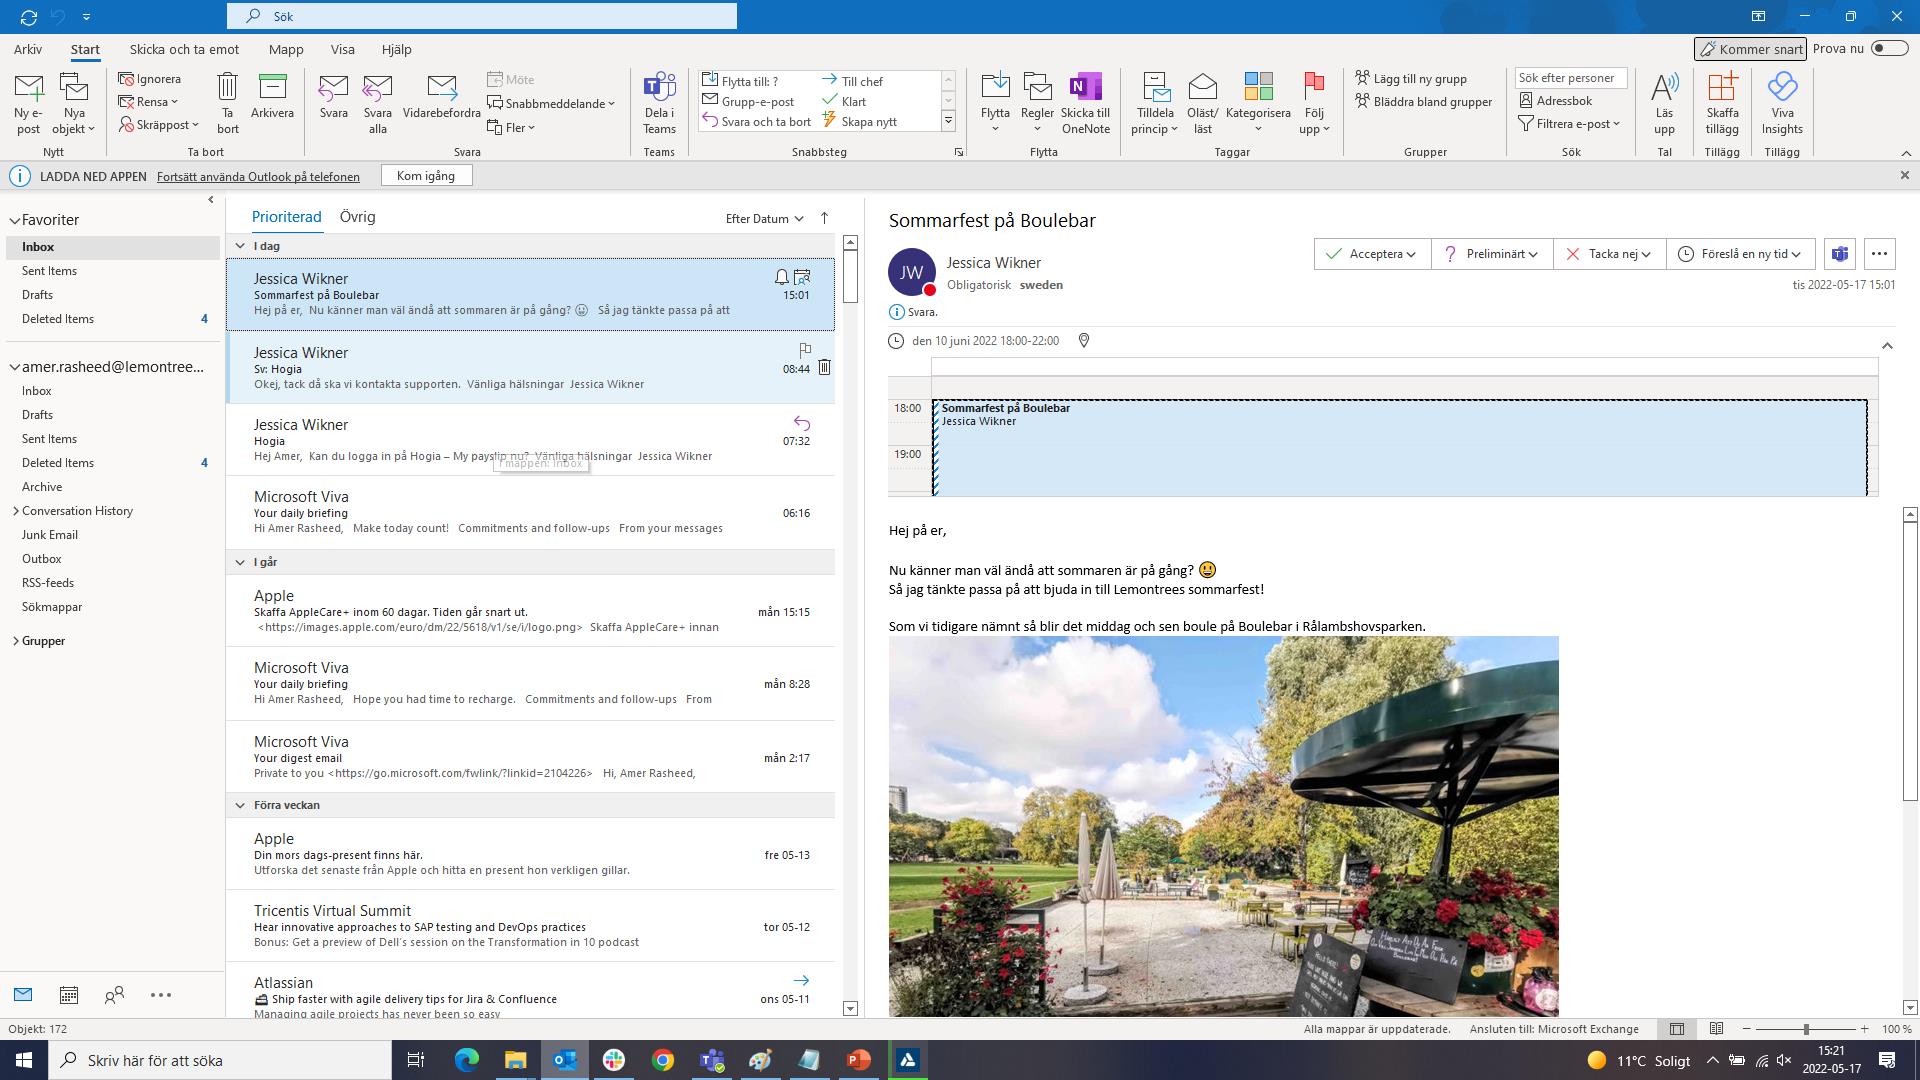 Sök
Arkiv Start Skicka och ta emot Mapp Visa Hjälp
Kommer snart Prova nu
Ny e-post
Nya objekt
Nytt
Ignorera
Rensa
Skräppost
Ta bort
Arkivera
Ta bort
Svara
Svara alla
Vidarebefordra
Möte
Snabbmeddelande
Fler
Svara
Dela i Teams
Teams
Flytta till: ?
Grupp-e-post
Svara och ta bort
Till chef
Klart
Skapa nytt
Snabbsteg
Flytta
Regler
Skicka till OneNote
Flytta
Tilldela princip
Oläst/läst
Kategorisera
Följ upp
Taggar
Lägg till ny grupp
Bläddra bland grupper
Grupper
Sök efter personer
Adressbok
Filtrera e-post
Sök
Läs upp
Tal
Skaffa tillägg
Tillägg
Viva Insights
Tillägg
LADDA NED APPEN Fortsätt använda Outlook på telefonen Kom igång
Favoriter
Inbox
Sent Items
Drafts
Deleted Items 4
amer.rasheed@lemontree...
Inbox
Drafts
Sent Items
Deleted Items 4
Archive
Conversation History
Junk Email
Outbox
RSS-feeds
Sökmappar
Grupper
Prioriterad Övrig Efter Datum
I dag
Jessica Wikner
Sommarfest på Boulebar 15:01
Hej på er, Nu känner man väl ändå att sommaren är på gång? Så jag tänkte passa på att
Jessica Wikner
Sv: Hogia 08:44
Okej, tack då ska vi kontakta supporten. Vänliga hälsningar Jessica Wikner
Jessica Wikner
Hogia 07:32
Hej Amer, Kan du logga in på Hogia – My payslip nu? Vänliga hälsningar Jessica Wikner
I mappen: Inbox
Microsoft Viva
Your daily briefing 06:16
Hi Amer Rasheed, Make today count! Commitments and follow-ups From your messages
I går
Apple
Skaffa AppleCare+ inom 60 dagar. Tiden går snart ut. mån 15:15
<https://images.apple.com/euro/dm/22/5618/v1/se/i/logo.png> Skaffa AppleCare+ innan
Microsoft Viva
Your daily briefing mån 8:28
Hi Amer Rasheed, Hope you had time to recharge. Commitments and follow-ups From
Microsoft Viva
Your digest email mån 2:17
Private to you <https://go.microsoft.com/fwlink/?linkid=2104226> Hi, Amer Rasheed,
Förra veckan
Apple
Din mors dags-present finns här. fre 05-13
Utforska det senaste från Apple och hitta en present hon verkligen gillar.
Tricentis Virtual Summit
Hear innovative approaches to SAP testing and DevOps practices tor 05-12
Bonus: Get a preview of Dell's session on the Transformation in 10 podcast
Atlassian
Ship faster with agile delivery tips for Jira & Confluence ons 05-11
Managing agile projects has never been so easy
Sommarfest på Boulebar
JW
Jessica Wikner
Obligatorisk sweden
Acceptera Preliminärt Tacka nej Föreslå en ny tid
tis 2022-05-17 15:01
Svara.
den 10 juni 2022 18:00-22:00
18:00 Sommarfest på Boulebar
Jessica Wikner
19:00
Hej på er,
Nu känner man väl ändå att sommaren är på gång?
Så jag tänkte passa på att bjuda in till Lemontrees sommarfest!
Som vi tidigare nämnt så blir det middag och sen boule på Boulebar i Rålambshovsparken.
Objekt: 172 Alla mappar är uppdaterade. Ansluten till: Microsoft Exchange 100 %
Skriv här för att söka 11°C Soligt 15:21
2022-05-17